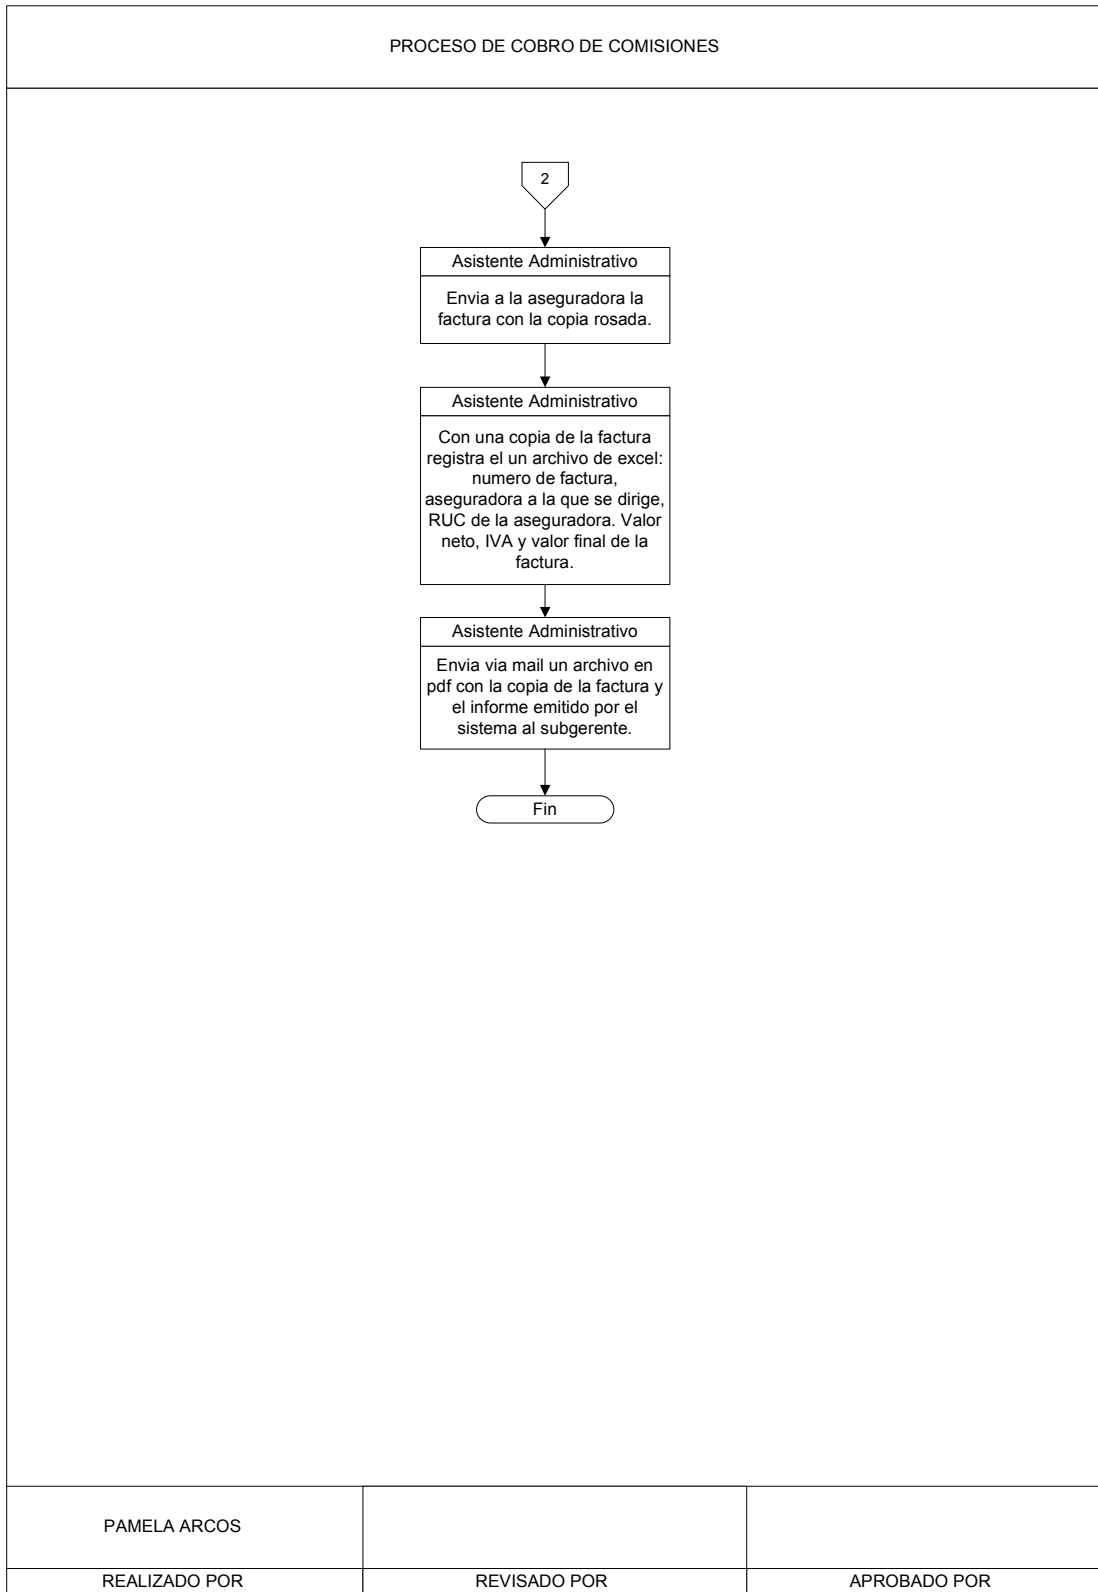 PROCESO DE COBRO DE COMISIONES
2
Asistente Administrativo
Envia a la aseguradora la
factura con la copia rosada.
Asistente Administrativo
Con una copia de la factura
registra el un archivo de excel:
numero de factura,
aseguradora a la que se dirige,
RUC de la aseguradora. Valor
neto, IVA y valor final de la
factura.
Asistente Administrativo
Envia via mail un archivo en
pdf con la copia de la factura y
el informe emitido por el
sistema al subgerente.
Fin
PAMELA ARCOS
REALIZADO POR
REVISADO POR
APROBADO POR